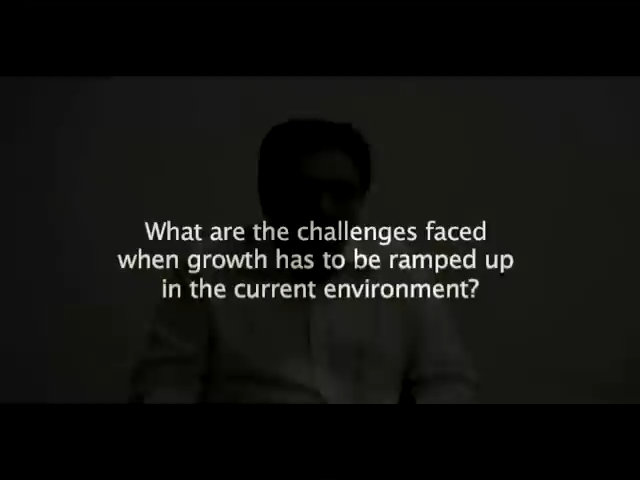 What are the challenges faced
when growth has to be ramped up
in the current environment?